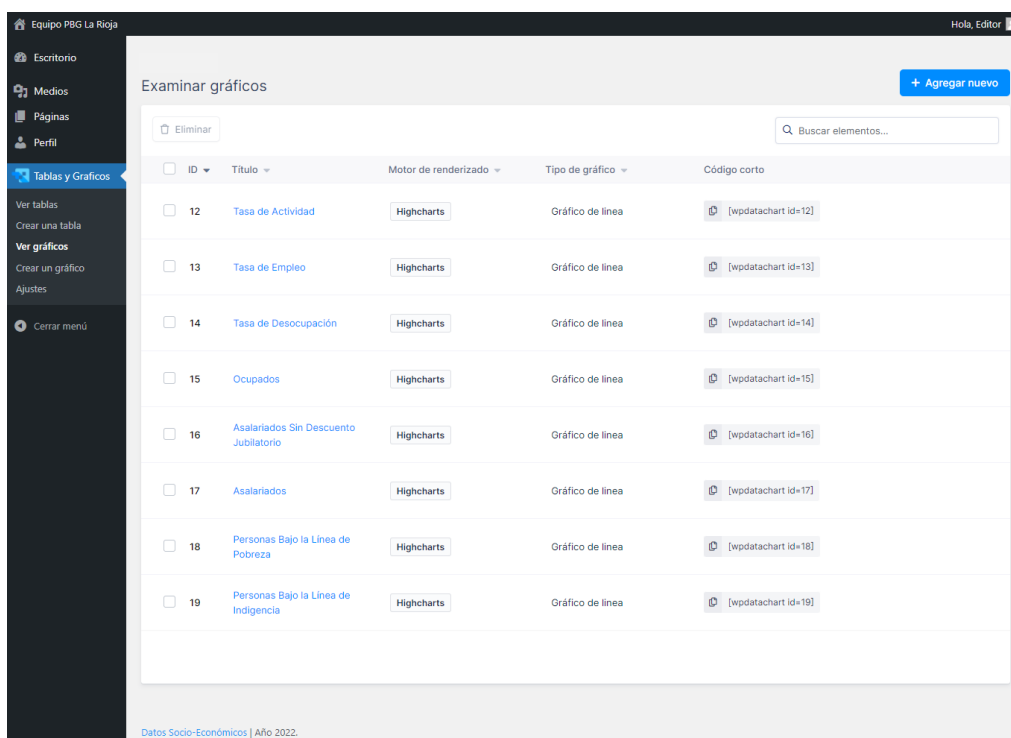 Equipo PBG La Rioja
Hola, Editor
Escritorio
Medios
Páginas
Perfil
Tablas y Graficos
Ver tablas
Crear una tabla
Ver gráficos
Crear un gráfico
Ajustes
Cerrar menú
Examinar gráficos
+ Agregar nuevo
Eliminar
Buscar elementos...
ID Título Motor de renderizado Tipo de gráfico Código corto
12 Tasa de Actividad Highcharts Gráfico de linea [wpdatachart id=12]
13 Tasa de Empleo Highcharts Gráfico de linea [wpdatachart id=13]
14 Tasa de Desocupación Highcharts Gráfico de linea [wpdatachart id=14]
15 Ocupados Highcharts Gráfico de linea [wpdatachart id=15]
16 Asalariados Sin Descuento
Jubilatorio Highcharts Gráfico de linea [wpdatachart id=16]
17 Asalariados Highcharts Gráfico de linea [wpdatachart id=17]
18 Personas Bajo la Línea de
Pobreza Highcharts Gráfico de linea [wpdatachart id=18]
19 Personas Bajo la Línea de
Indigencia Highcharts Gráfico de linea [wpdatachart id=19]
Datos Socio-Económicos | Año 2022.